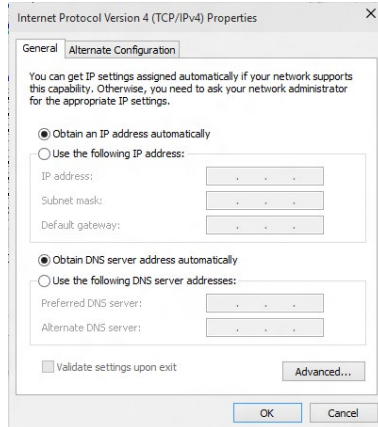 Internet Protocol Version 4 (TCP/IPv4) Properties
General
Alternate Configuration
You can get IP settings assigned automatically if your network supports
this capability. Otherwise, you need to ask your network administrator
for the appropriate IP settings.
Obtain an IP address automatically
Use the following IP address:
IP address:
Subnet mask:
Default gateway:
Obtain DNS server address automatically
Use the following DNS server addresses:
Preferred DNS server:
Alternate DNS server:
Validate settings upon exit
Advanced...
OK
Cancel